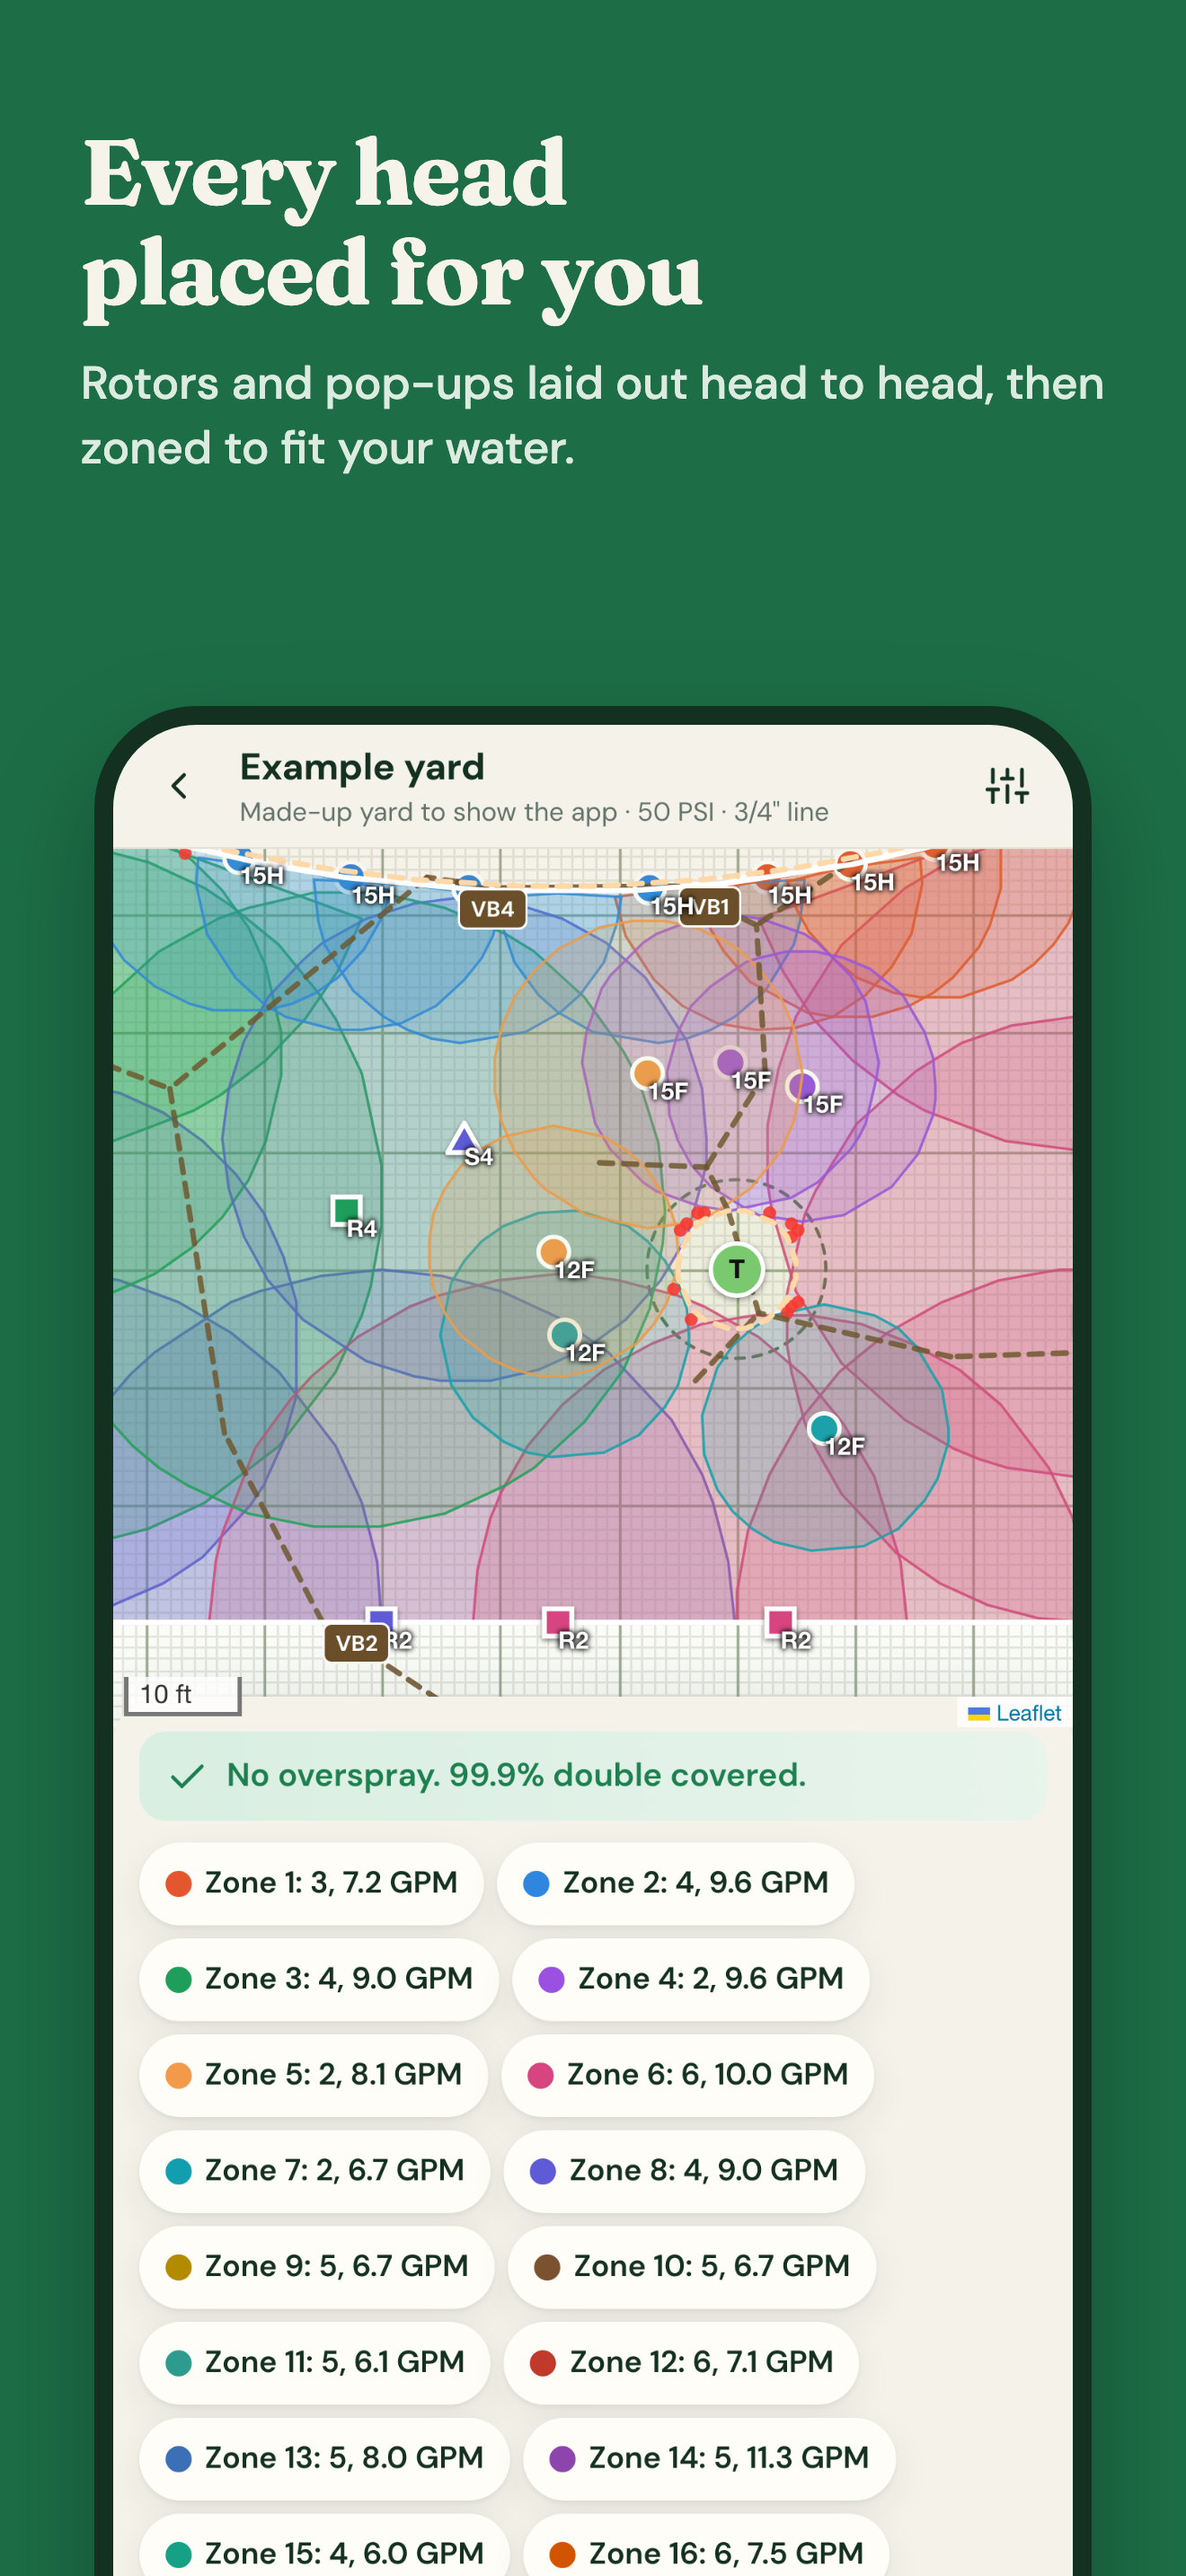 Every head
placed for you
Rotors and pop-ups laid out head to head, then
zoned to fit your water.
Example yard
Made-up yard to show the app · 50 PSI · 3/4" line
15H
15H
15H
15H
15H
15H
VB4
VB1
15F
15F
15F
S4
R4
12F
T
12F
12F
R2
R2
R2
VB2
10 ft
Leaflet
No overspray. 99.9% double covered.
Zone 1: 3, 7.2 GPM
Zone 2: 4, 9.6 GPM
Zone 3: 4, 9.0 GPM
Zone 4: 2, 9.6 GPM
Zone 5: 2, 8.1 GPM
Zone 6: 6, 10.0 GPM
Zone 7: 2, 6.7 GPM
Zone 8: 4, 9.0 GPM
Zone 9: 5, 6.7 GPM
Zone 10: 5, 6.7 GPM
Zone 11: 5, 6.1 GPM
Zone 12: 6, 7.1 GPM
Zone 13: 5, 8.0 GPM
Zone 14: 5, 11.3 GPM
Zone 15: 4, 6.0 GPM
Zone 16: 6, 7.5 GPM